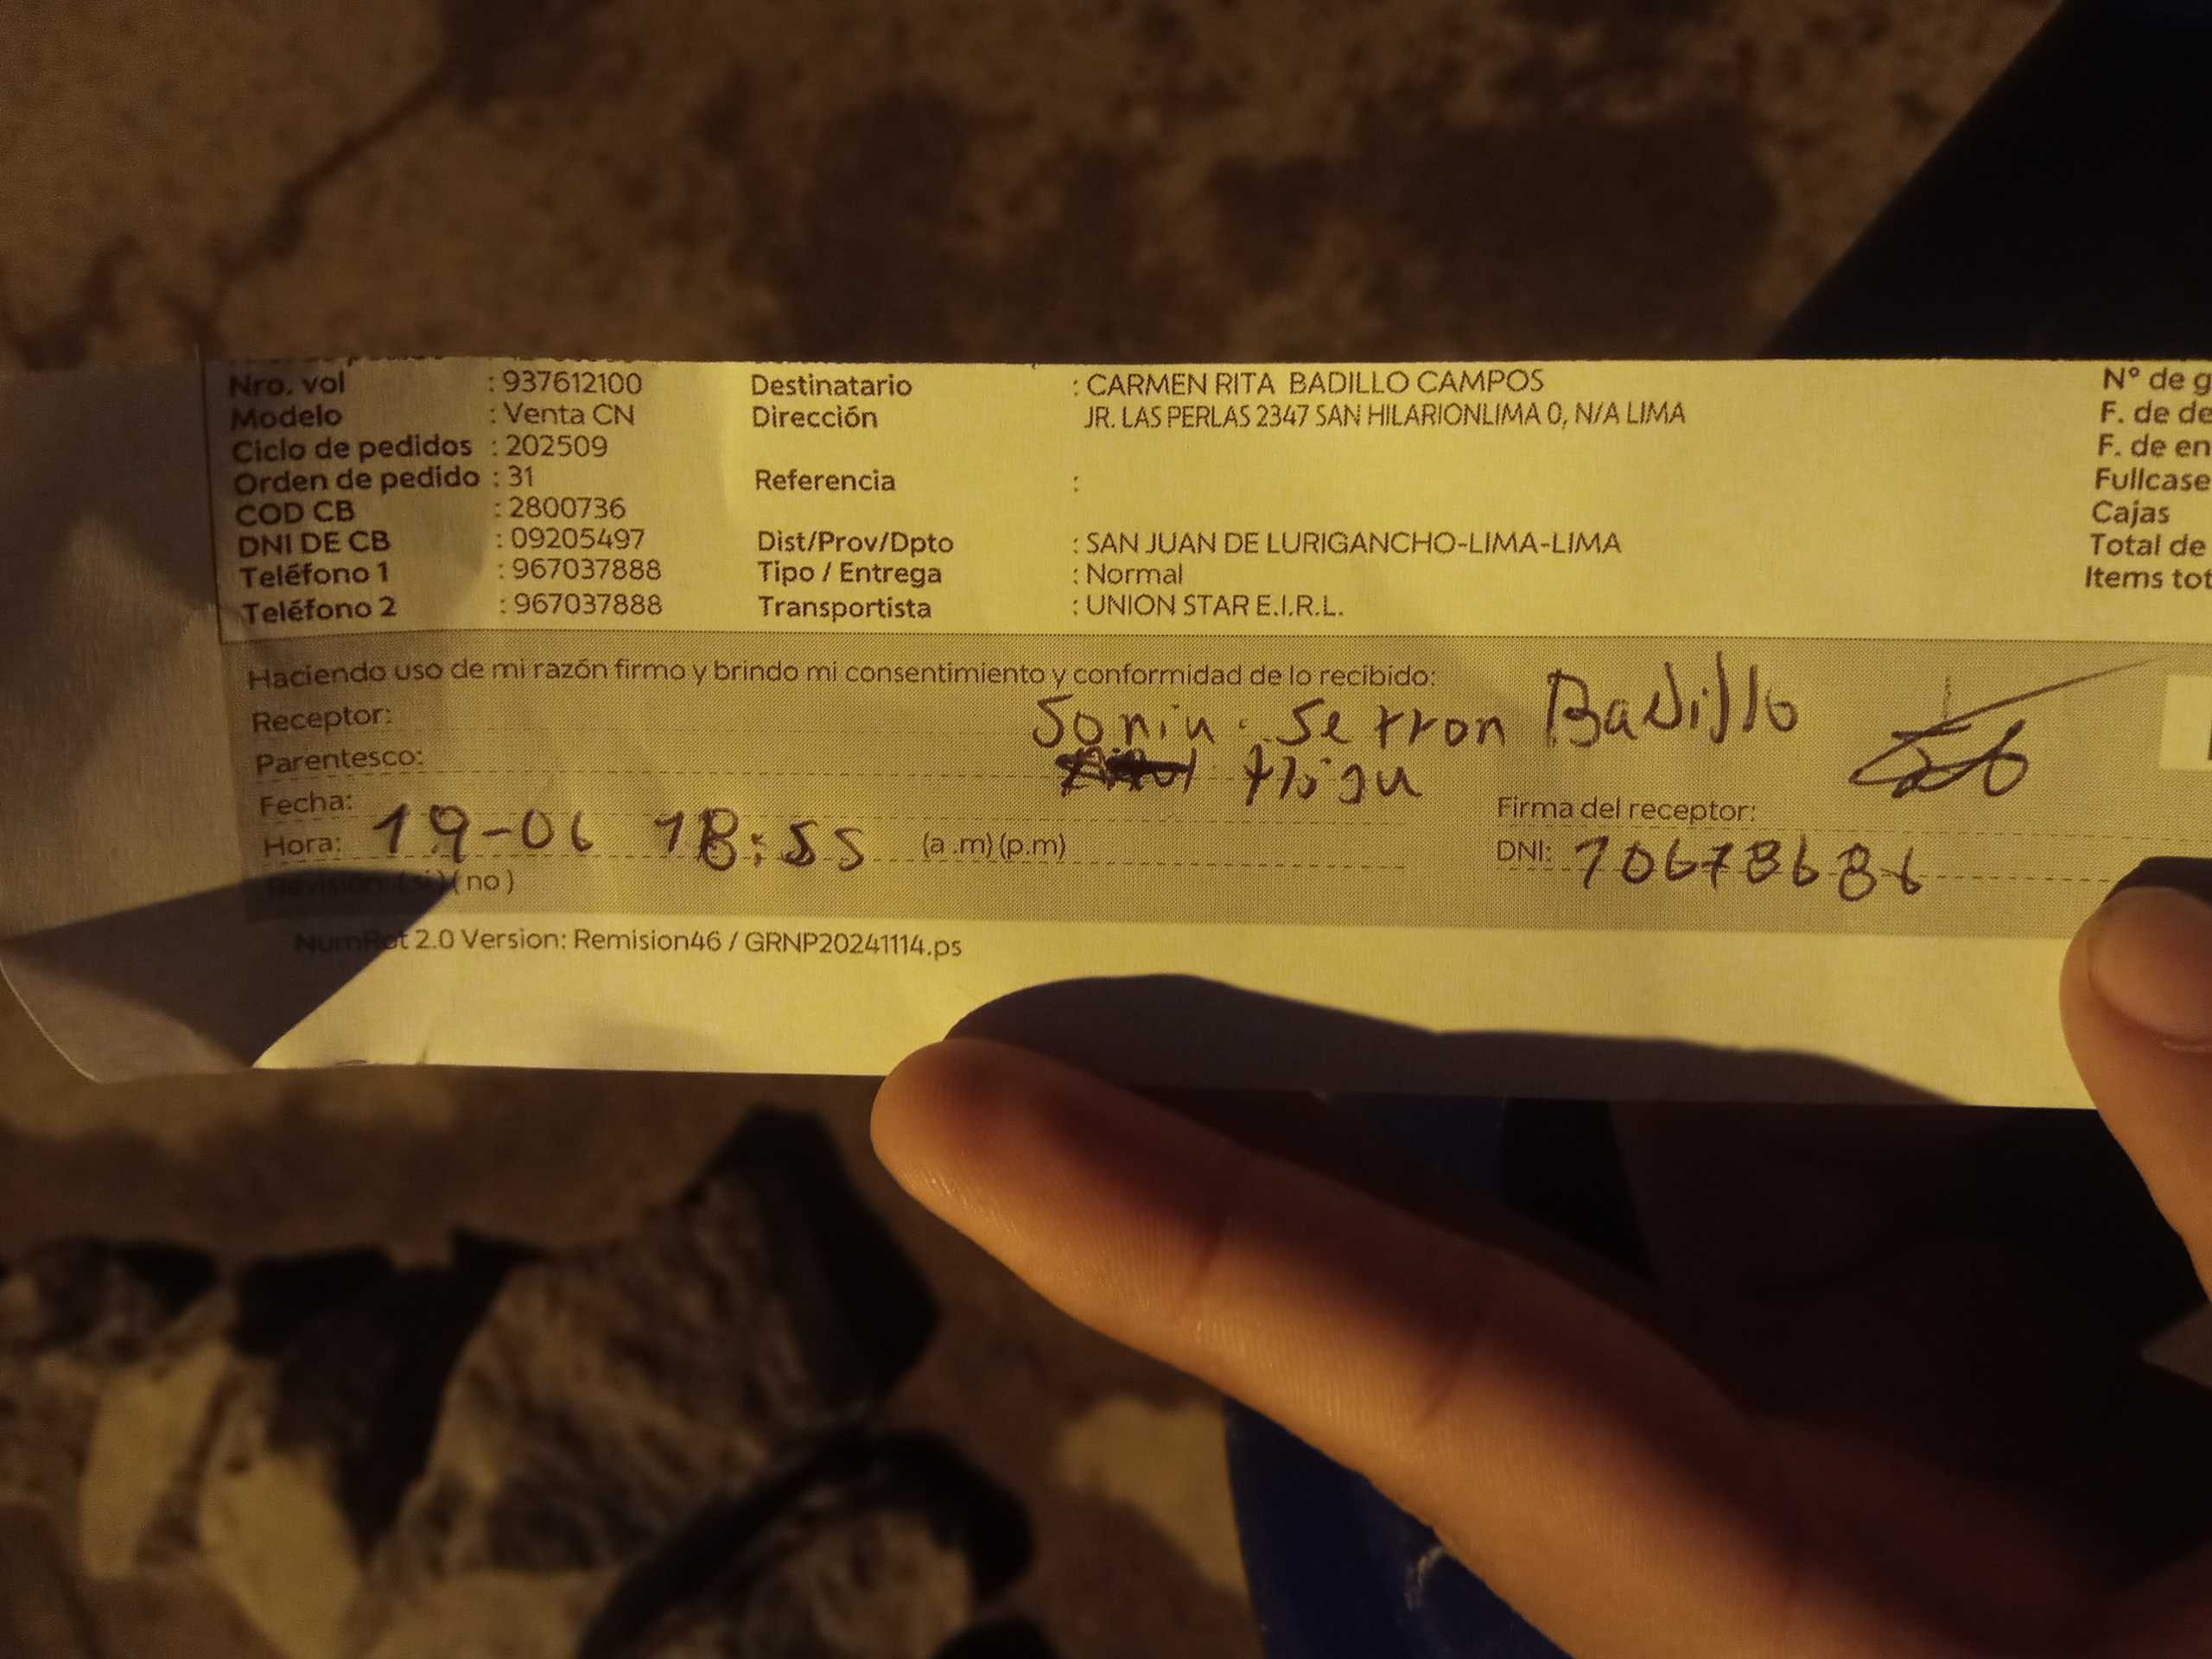 Nro. vol : 937612100
Modelo : Venta CN
Ciclo de pedidos : 202509
Orden de pedido : 31
COD CB : 2800736
DNI DE CB : 09205497
Teléfono 1 : 967037888
Teléfono 2 : 967037888
Destinatario : CARMEN RITA BADILLO CAMPOS
Dirección JR. LAS PERLAS 2347 SAN HILARIONLIMA 0, N/A LIMA
Referencia :
Dist/Prov/Dpto : SAN JUAN DE LURIGANCHO-LIMA-LIMA
Tipo / Entrega : Normal
Transportista : UNION STAR E.I.R.L.
N° de g
F. de de
F. de en
Fullcase
Cajas
Total de
Items tot
Haciendo uso de mi razón firmo y brindo mi consentimiento y conformidad de lo recibido:
Receptor: Badillo
Parentesco:
Fecha:
Hora: 19-06 18:55 (a.m)(p.m)
Revisión: (si)(no)
Firma del receptor:
DNI: 70678686
NumRot 2.0 Version: Remision46 / GRNP20241114.ps